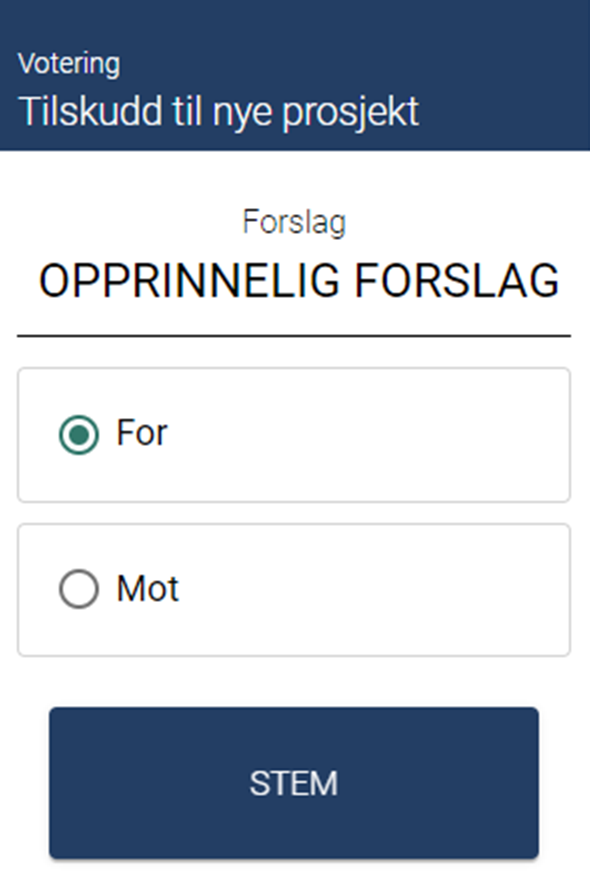 Votering
Tilskudd til nye prosjekt
Forslag
OPPRINNELIG FORSLAG
For
Mot
STEM